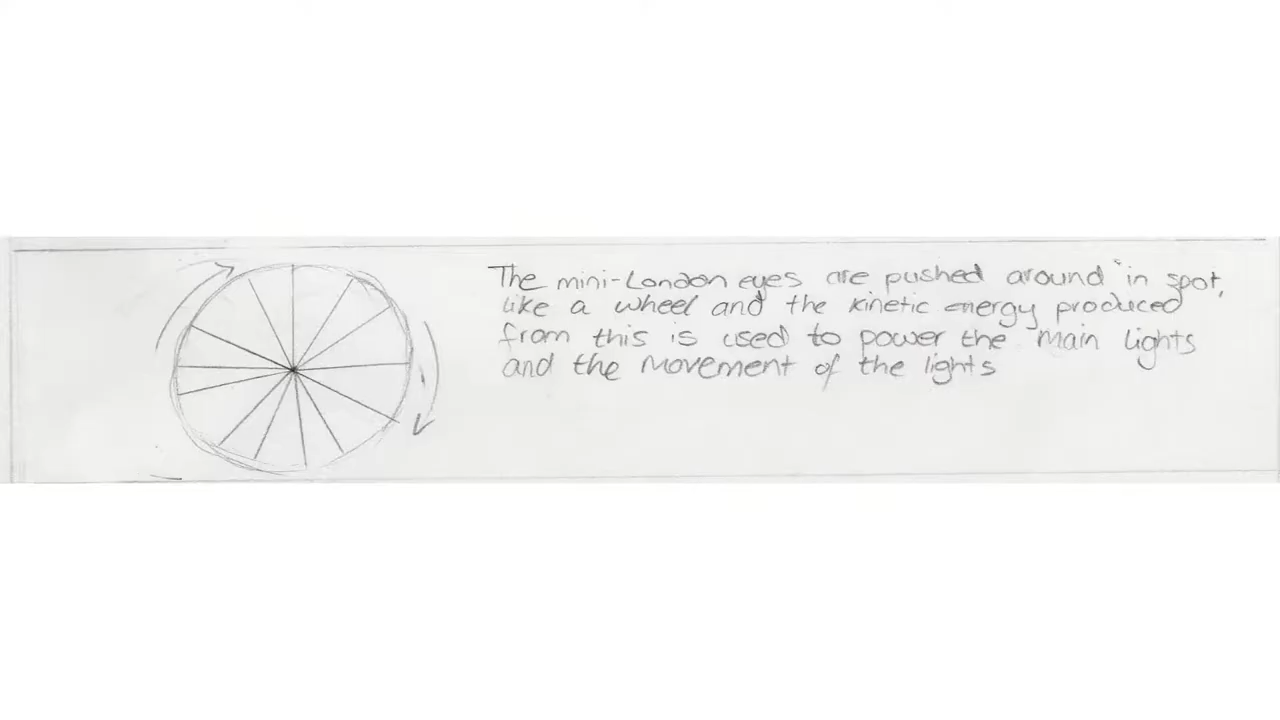 The mini-London eyes are pushed around in spot,
like a wheel and the kinetic energy produced
from this is used to power the main lights
and the movement of the lights